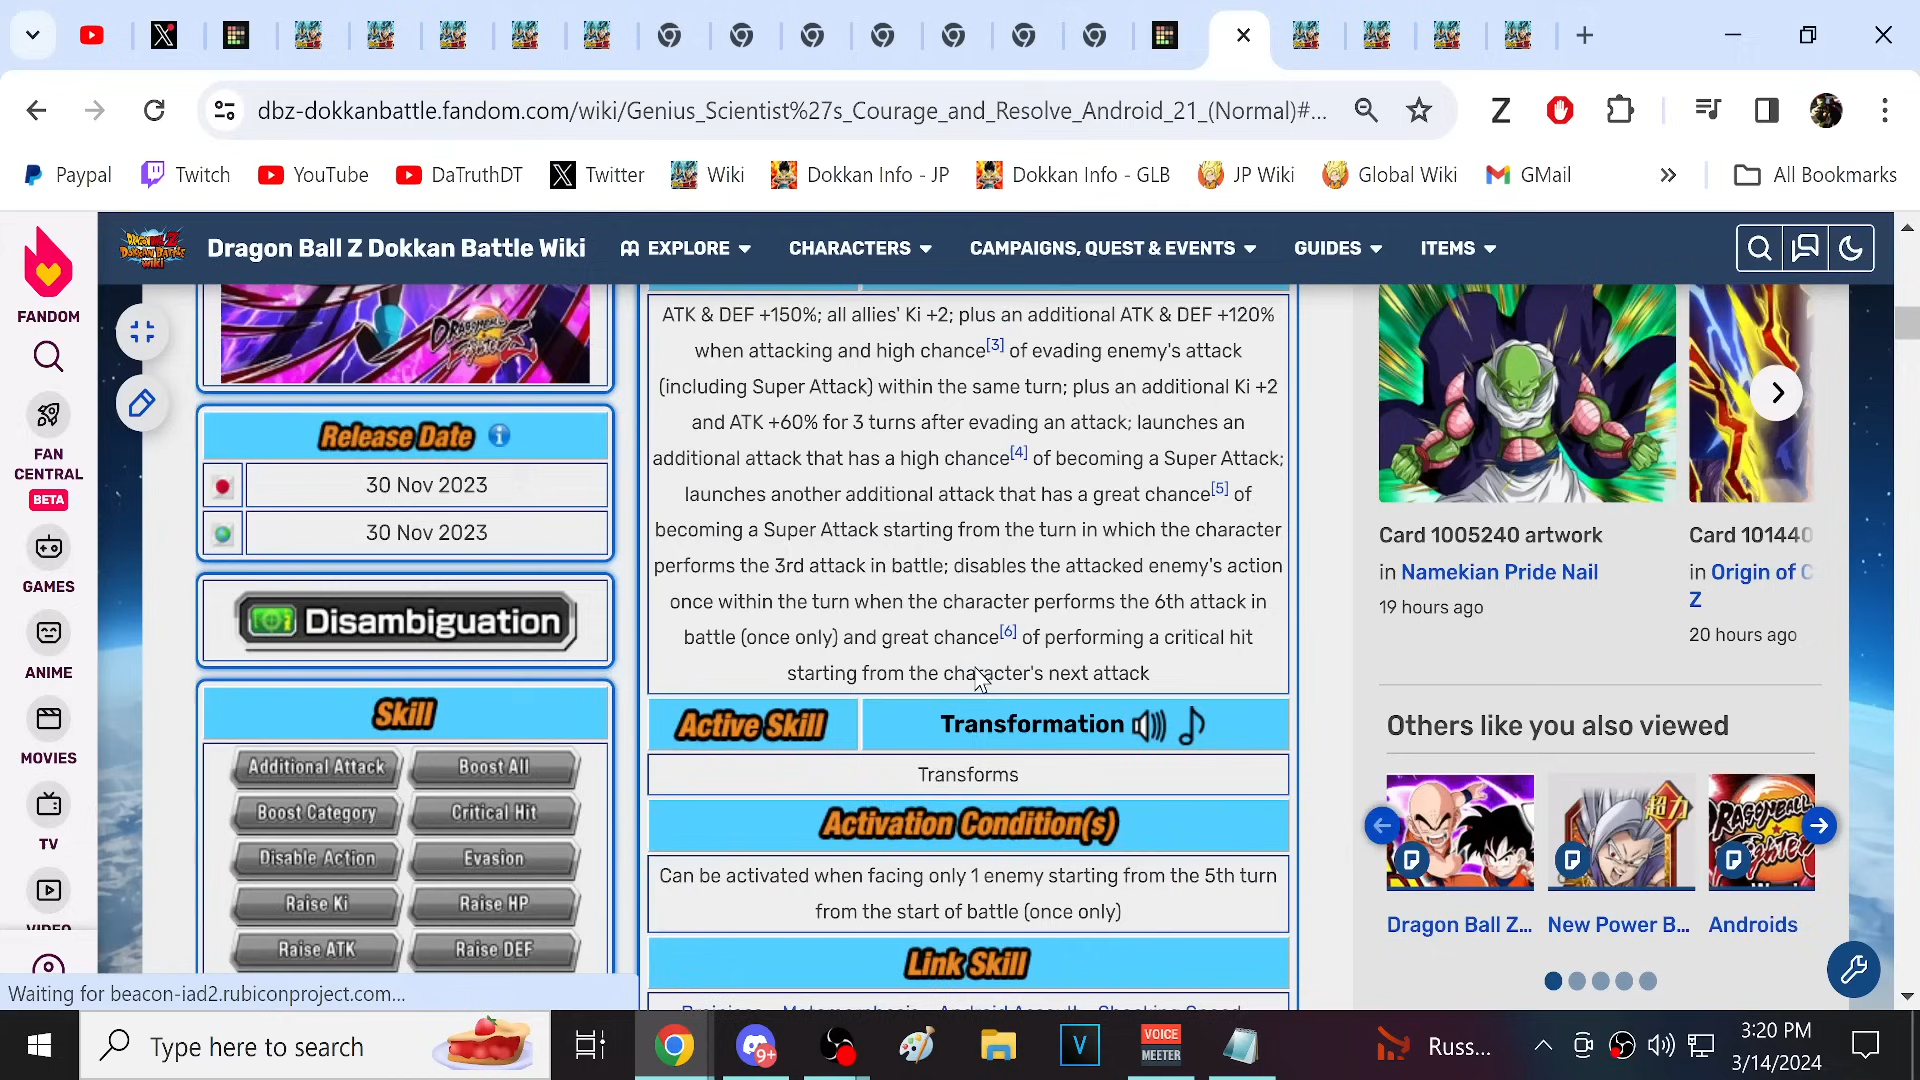 dbz-dokkanbattle.fandom.com/wiki/Genius_Scientist%27s_Courage_and_Resolve_Android_21_(Normal)#...
Paypal
Twitch
YouTube
DaTruthDT
Twitter
Wiki
Dokkan Info - JP
Dokkan Info - GLB
JP Wiki
Global Wiki
GMail
»
All Bookmarks
Dragon Ball Z Dokkan Battle Wiki
EXPLORE
CHARACTERS
CAMPAIGNS, QUEST & EVENTS
GUIDES
ITEMS
FANDOM
FAN
CENTRAL
BETA
GAMES
ANIME
MOVIES
TV
VIDEO
Release Date
30 Nov 2023
30 Nov 2023
Disambiguation
Skill
Additional Attack
Boost All
Boost Category
Critical Hit
Disable Action
Evasion
Raise Ki
Raise HP
Raise ATK
Raise DEF
ATK & DEF +150%; all allies' Ki +2; plus an additional ATK & DEF +120%
when attacking and high chance[3] of evading enemy's attack
(including Super Attack) within the same turn; plus an additional Ki +2
and ATK +60% for 3 turns after evading an attack; launches an
additional attack that has a high chance[4] of becoming a Super Attack;
launches another additional attack that has a great chance[5] of
becoming a Super Attack starting from the turn in which the character
performs the 3rd attack in battle; disables the attacked enemy's action
once within the turn when the character performs the 6th attack in
battle (once only) and great chance[6] of performing a critical hit
starting from the character's next attack
Active Skill
Transformation
Transforms
Activation Condition(s)
Can be activated when facing only 1 enemy starting from the 5th turn
from the start of battle (once only)
Link Skill
Card 1005240 artwork
in Namekian Pride Nail
19 hours ago
Card 101440
in Origin of
Z
20 hours ago
Others like you also viewed
Dragon Ball Z...
New Power B...
Androids
Waiting for beacon-iad2.rubiconproject.com...
Type here to search
9+
VOICE
MEETER
Russ...
3:20 PM
3/14/2024